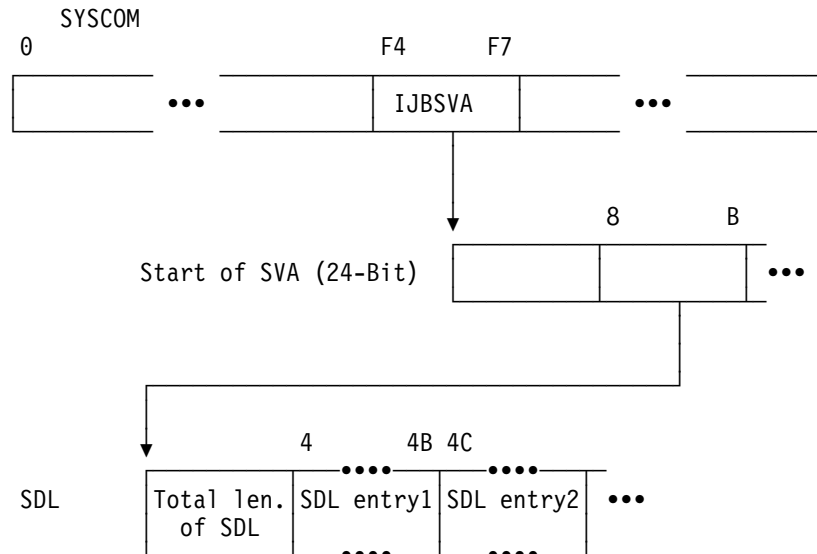 SYSCOM
0 F4 F7
••• IJBSVA •••
8 B
Start of SVA (24-Bit) •••
4 4B 4C
•••• ••••
SDL Total len. SDL entry1 SDL entry2 •••
of SDL
•••• ••••